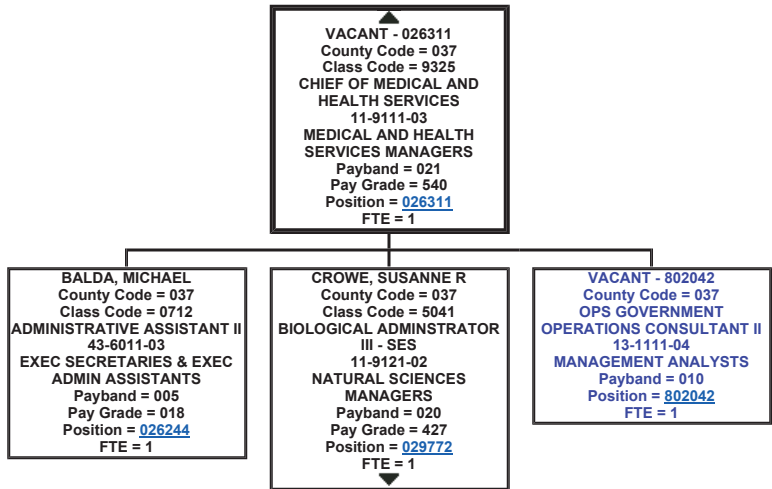 VACANT - 026311
County Code = 037
Class Code = 9325
CHIEF OF MEDICAL AND
HEALTH SERVICES
11-9111-03
MEDICAL AND HEALTH
SERVICES MANAGERS
Payband = 021
Pay Grade = 540
Position = 026311
FTE = 1
BALDA, MICHAEL
County Code = 037
Class Code = 0712
ADMINISTRATIVE ASSISTANT II
43-6011-03
EXEC SECRETARIES & EXEC
ADMIN ASSISTANTS
Payband = 005
Pay Grade = 018
Position = 026244
FTE = 1
CROWE, SUSANNE R
County Code = 037
Class Code = 5041
BIOLOGICAL ADMINSTRATOR
III - SES
11-9121-02
NATURAL SCIENCES
MANAGERS
Payband = 020
Pay Grade = 427
Position = 029772
FTE = 1
VACANT - 802042
County Code = 037
OPS GOVERNMENT
OPERATIONS CONSULTANT II
13-1111-04
MANAGEMENT ANALYSTS
Payband = 010
Position = 802042
FTE = 1